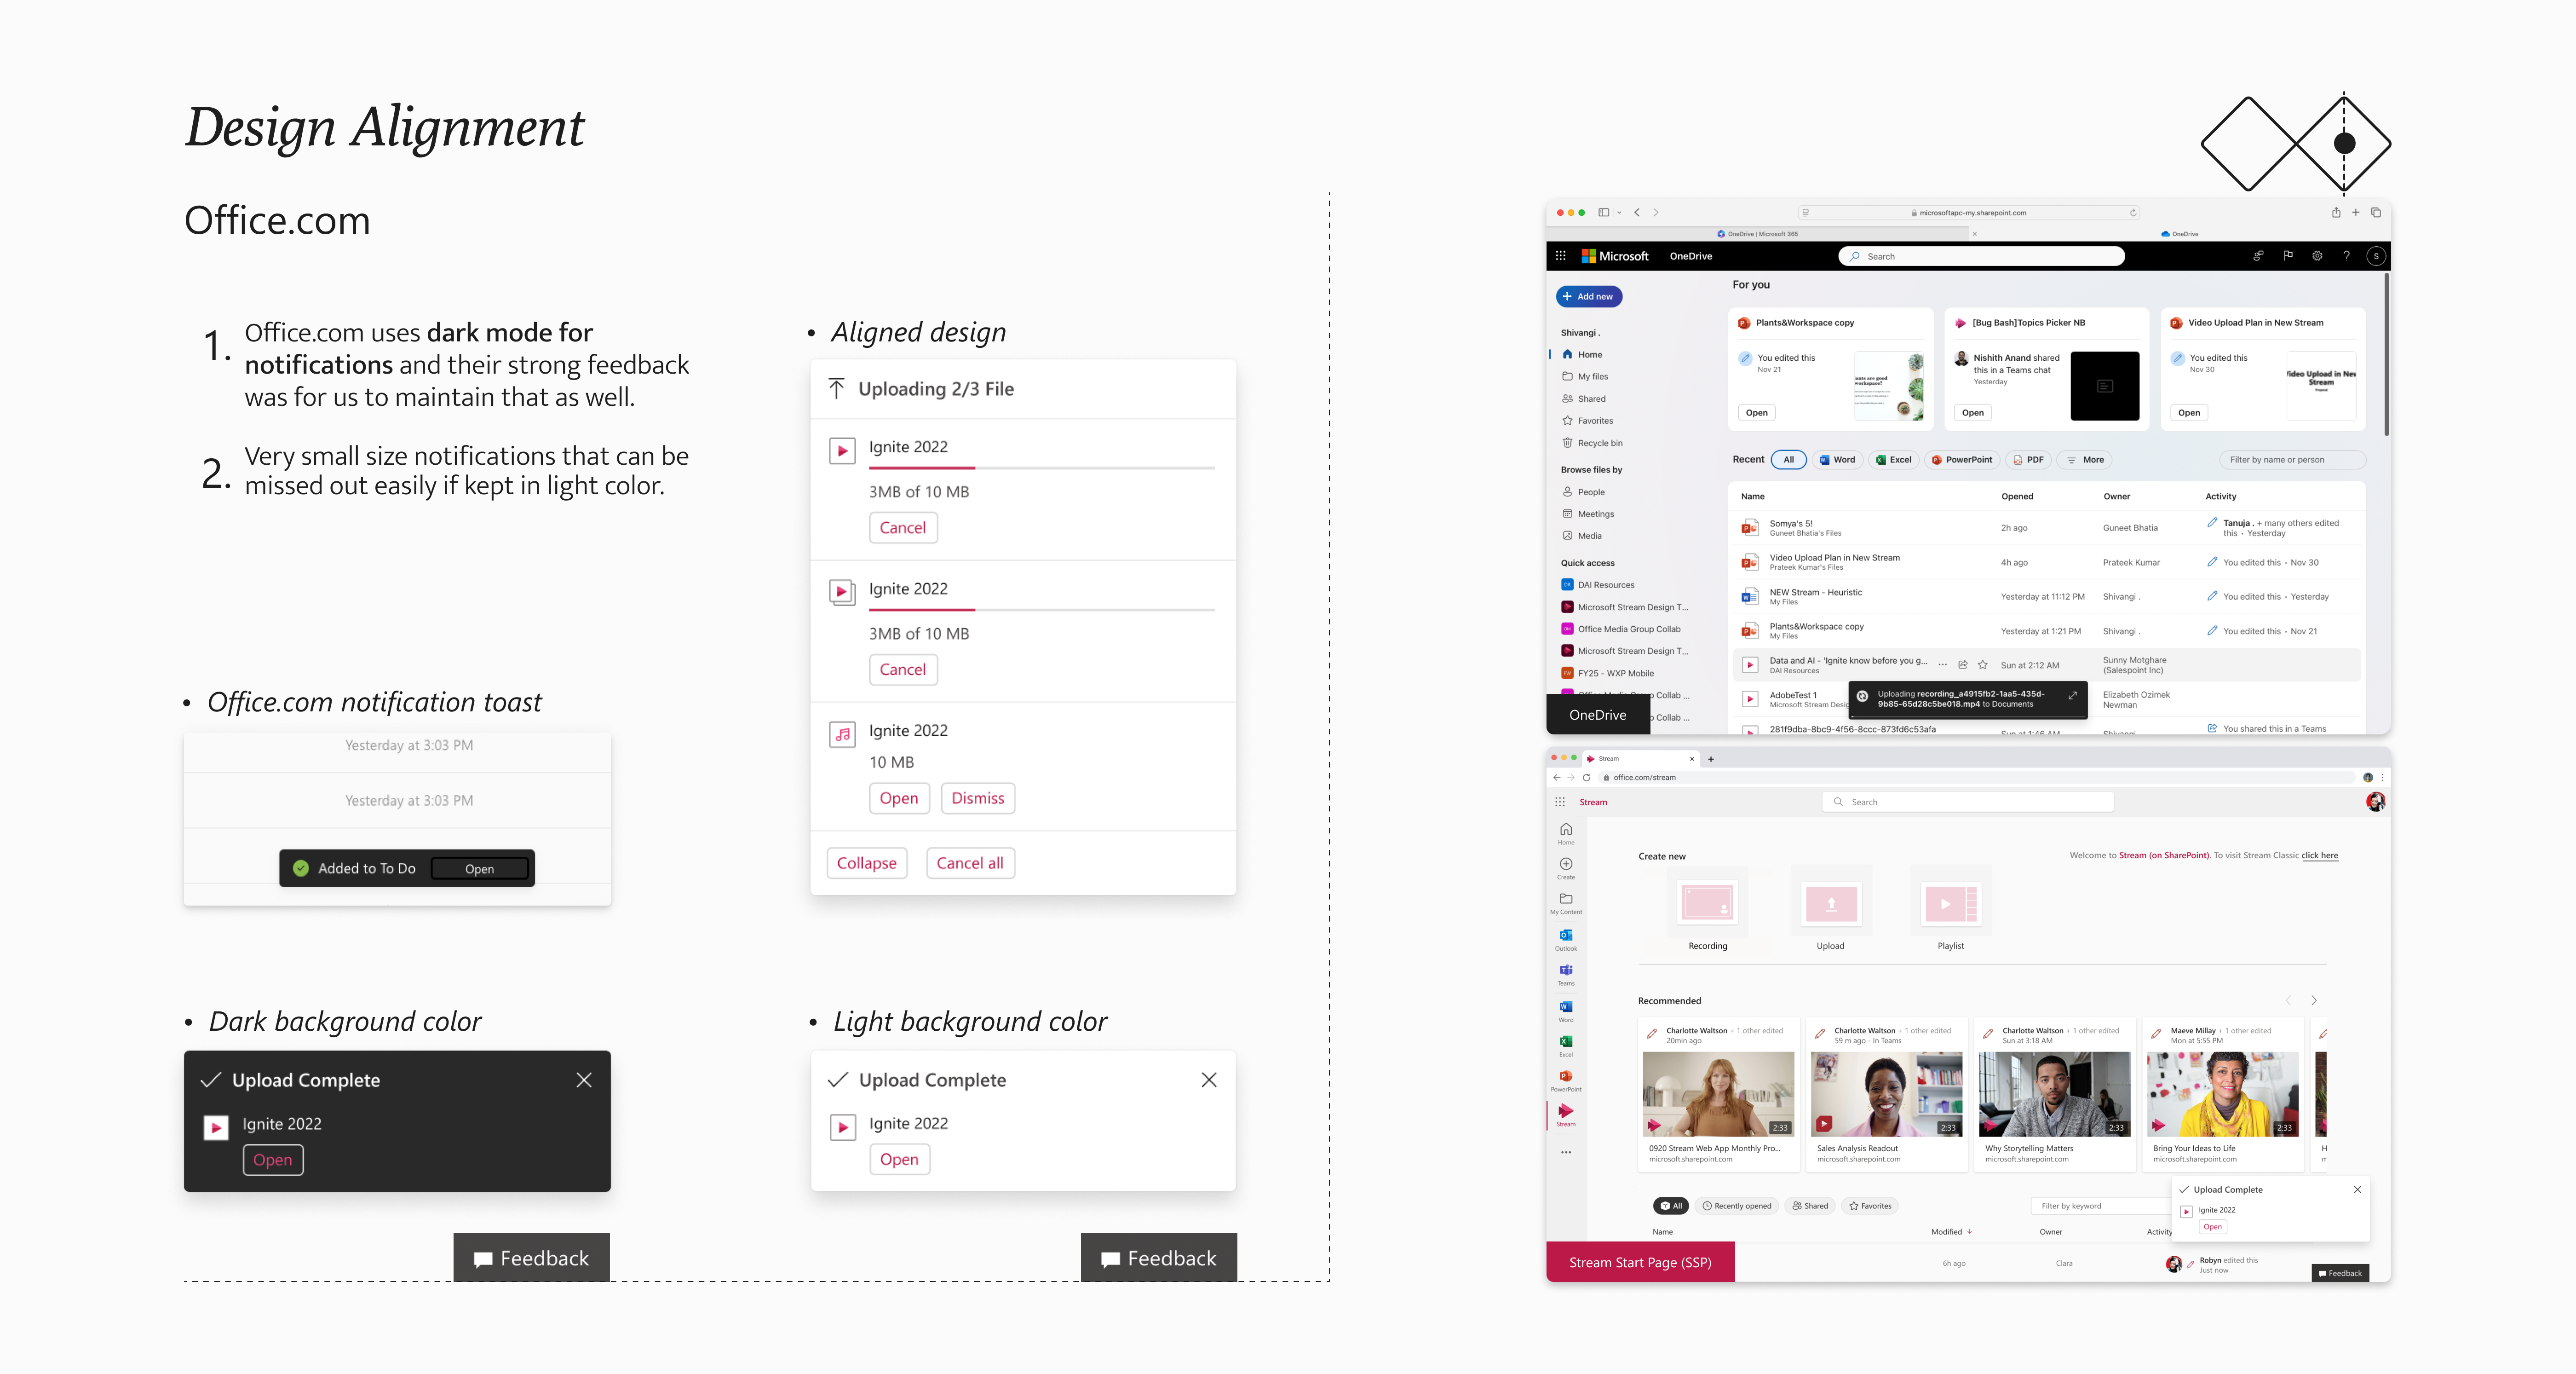 Design Alignment
Office.com
1. Office.com uses dark mode for
notifications and their strong feedback
was for us to maintain that as well.
2. Very small size notifications that can be
missed out easily if kept in light color.
• Office.com notification toast
Yesterday at 3:03 PM
Yesterday at 3:03 PM
Added to To Do Open
• Dark background color
Upload Complete
Ignite 2022
Open
Feedback
• Aligned design
Uploading 2/3 File
Ignite 2022
3MB of 10 MB
Cancel
Ignite 2022
3MB of 10 MB
Cancel
Ignite 2022
10 MB
Open Dismiss
Collapse Cancel all
• Light background color
Upload Complete
Ignite 2022
Open
Feedback
microsoftapc-my.sharepoint.com
OneDrive | Microsoft 365
OneDrive
Microsoft OneDrive
Search
S
Add new
Shivangi .
Home
My files
Shared
Favorites
Recycle bin
Browse files by
People
Meetings
Media
Quick access
DAI Resources
Microsoft Stream Design T...
Office Media Group Collab
Microsoft Stream Design T...
FY25 - WXP Mobile
Collab ...
Collab ...
OneDrive
For you
Plants&Workspace copy
You edited this
Nov 21
Open
[Bug Bash]Topics Picker NB
Nishith Anand shared
this in a Teams chat
Yesterday
Open
Video Upload Plan in New Stream
You edited this
Nov 30
Video Upload in New
Stream
Open
Recent All Word Excel PowerPoint PDF More
Filter by name or person
Name Opened Owner Activity
Somya's 5!
Guneet Bhatia's Files
2h ago
Guneet Bhatia
Tanuja . + many others edited
this • Yesterday
Video Upload Plan in New Stream
Prateek Kumar's Files
4h ago
Prateek Kumar
You edited this • Nov 30
NEW Stream - Heuristic
My Files
Yesterday at 11:12 PM
Shivangi .
You edited this • Yesterday
Plants&Workspace copy
My Files
Yesterday at 1:21 PM
Shivangi .
You edited this • Nov 21
Data and AI - 'Ignite know before you g...
DAI Resources
Sun at 2:12 AM
Sunny Motghare
(Salespoint Inc)
AdobeTest 1
Microsoft Stream Desig
Elizabeth Ozimek
Newman
Uploading recording_a4915fb2-1aa5-435d-
9b85-65d28c5be018.mp4 to Documents
281f9dba-8bc9-4f56-8ccc-873fd6c53afa
Sun at 1:46 AM
Shivangi
You shared this in a Teams
Stream
office.com/stream
Stream
Search
Home
Create
My Content
Outlook
Teams
Word
Excel
PowerPoint
Stream
Create new
Welcome to Stream (on SharePoint). To visit Stream Classic click here
Recording
Upload
Playlist
Recommended
Charlotte Waltson + 1 other edited
20min ago
2:33
0920 Stream Web App Monthly Pro...
microsoft.sharepoint.com
Charlotte Waltson + 1 other edited
59 m ago - In Teams
2:33
Sales Analysis Readout
microsoft.sharepoint.com
Charlotte Waltson + 1 other edited
Sun at 3:18 AM
2:33
Why Storytelling Matters
microsoft.sharepoint.com
Maeve Millay + 1 other edited
Mon at 5:55 PM
2:33
Bring Your Ideas to Life
microsoft.sharepoint.com
All Recently opened Shared Favorites
Filter by keyword
Name Modified Owner Activity
Upload Complete
Ignite 2022
Open
6h ago
Clara
Robyn edited this
Just now
Feedback
Stream Start Page (SSP)